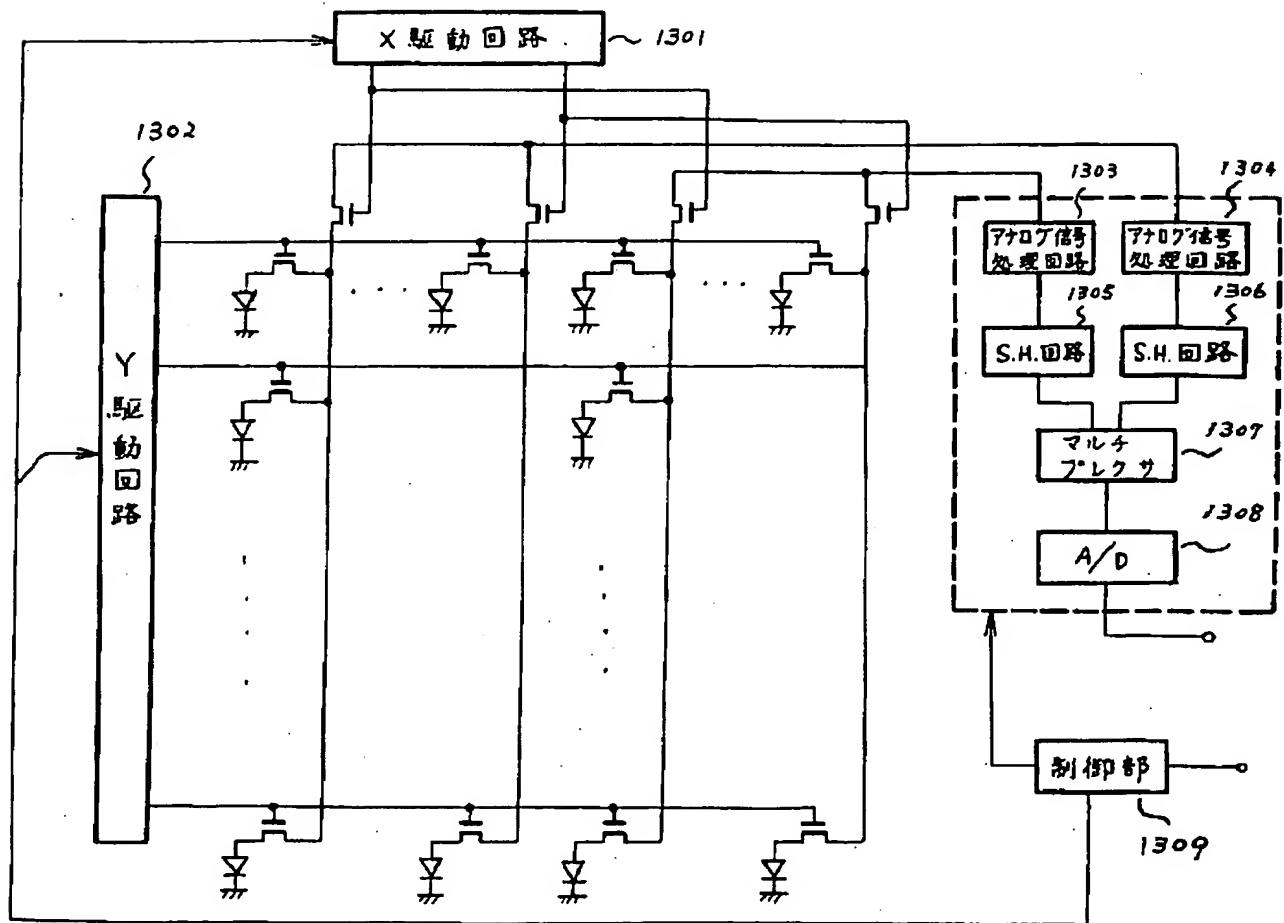 X 駆動回路
1301
1302
Y
駆
動
回
路
1303
アナログ信号
処理回路
1304
アナログ信号
処理回路
1305
S.H.回路
1306
S.H.回路
マルチ
プレクサ
1307
A/D
1308
制御部
1309